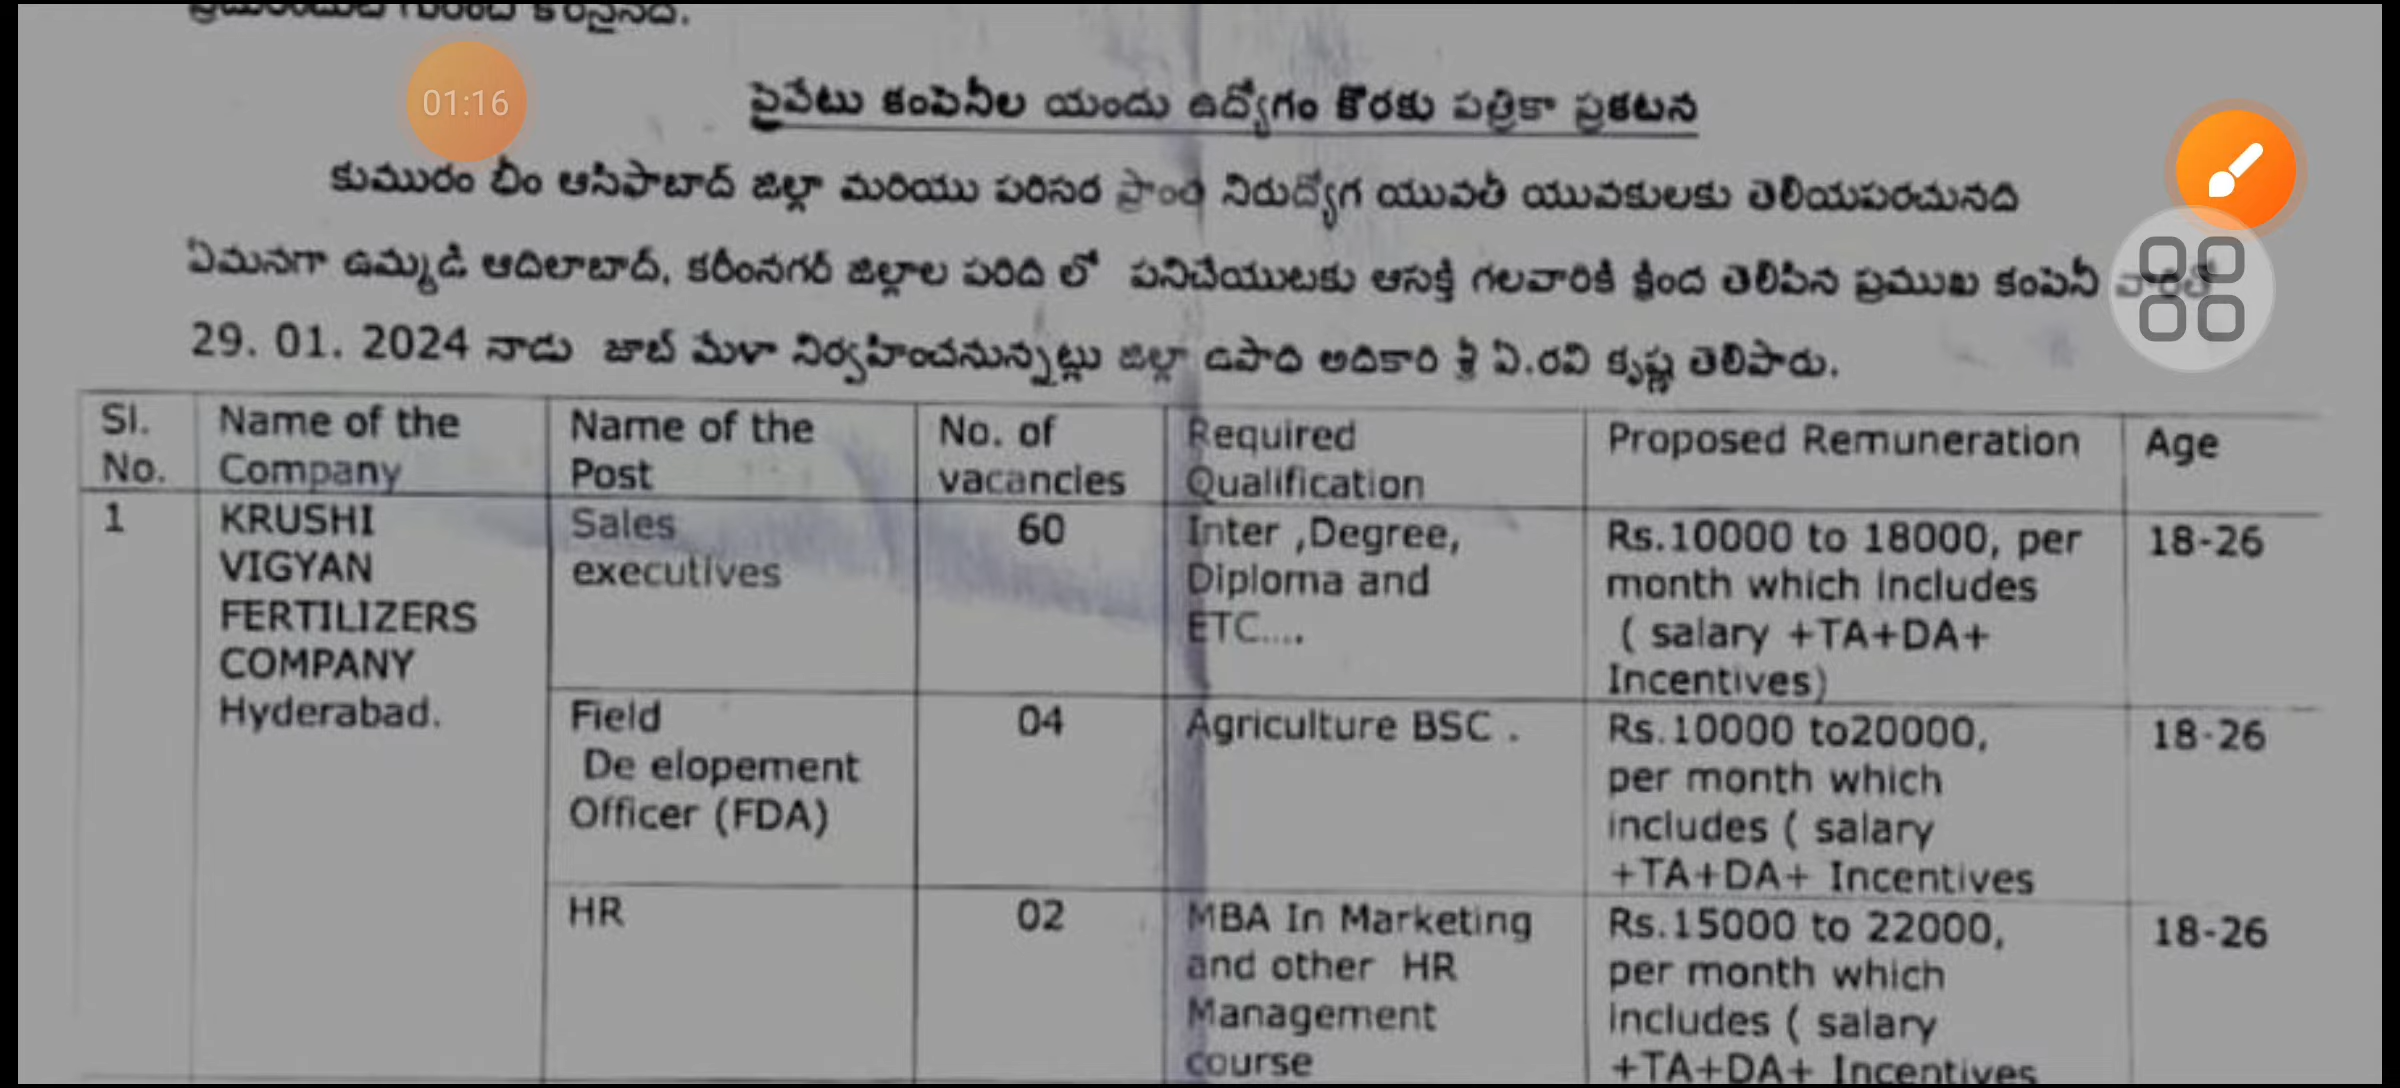 01:16
ప్రైవేటు కంపెనీల యందు ఉద్యోగం కొరకు పత్రికా ప్రకటన
కుమురం భీం ఆసిఫాబాద్ జిల్లా మరియు పరిసర ప్రాంత నిరుద్యోగ యువతీ యువకులకు తెలియపరచునది
ఏమనగా ఉమ్మడి ఆదిలాబాద్, కరీంనగర్ జిల్లాల పరిది లో పనిచేయుటకు ఆసక్తి గలవారికి క్రింద తెలిపిన ప్రముఖ కంపెనీ వారితో
29. 01. 2024 నాడు జాబ్ మేళా నిర్వహించనున్నట్లు జిల్లా ఉపాధి అదికారి శ్రీ ఏ.రవి కృష్ణ తెలిపారు.
Sl. Name of the Name of the No. of Required Proposed Remuneration Age
No. Company Post vacancies Qualification
1 KRUSHI Sales 60 Inter ,Degree, Rs.10000 to 18000, per 18-26
VIGYAN executives Diploma and month which includes
FERTILIZERS ETC.... ( salary +TA+DA+
COMPANY Incentives)
Hyderabad. Field 04 Agriculture BSC . Rs.10000 to20000, 18-26
De elopement per month which
Officer (FDA) includes ( salary
+TA+DA+ Incentives
HR 02 MBA In Marketing Rs.15000 to 22000, 18-26
and other HR per month which
Management includes ( salary
course +TA+DA+ Incentives